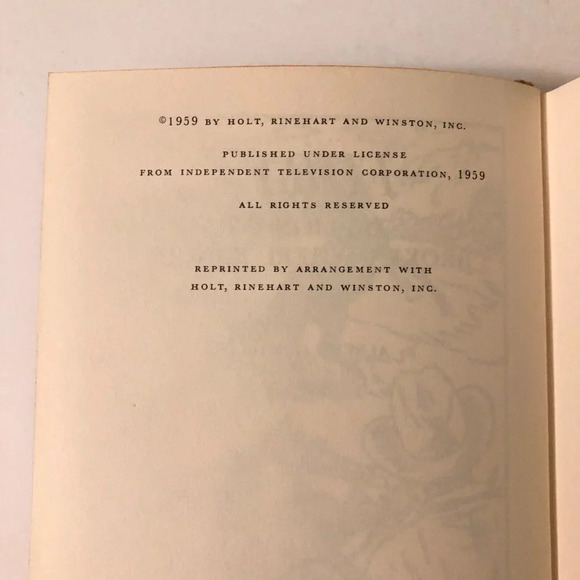 ©1959 BY HOLT, RINEHART AND WINSTON, INC.
PUBLISHED UNDER LICENSE
FROM INDEPENDENT TELEVISION CORPORATION, 1959
ALL RIGHTS RESERVED
REPRINTED BY ARRANGEMENT WITH
HOLT, RINEHART AND WINSTON, INC.